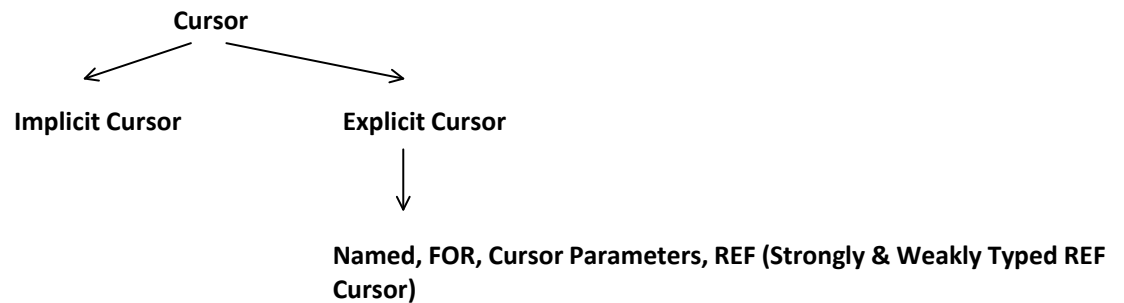 Cursor
Implicit Cursor
Explicit Cursor
Named, FOR, Cursor Parameters, REF (Strongly & Weakly Typed REF
Cursor)